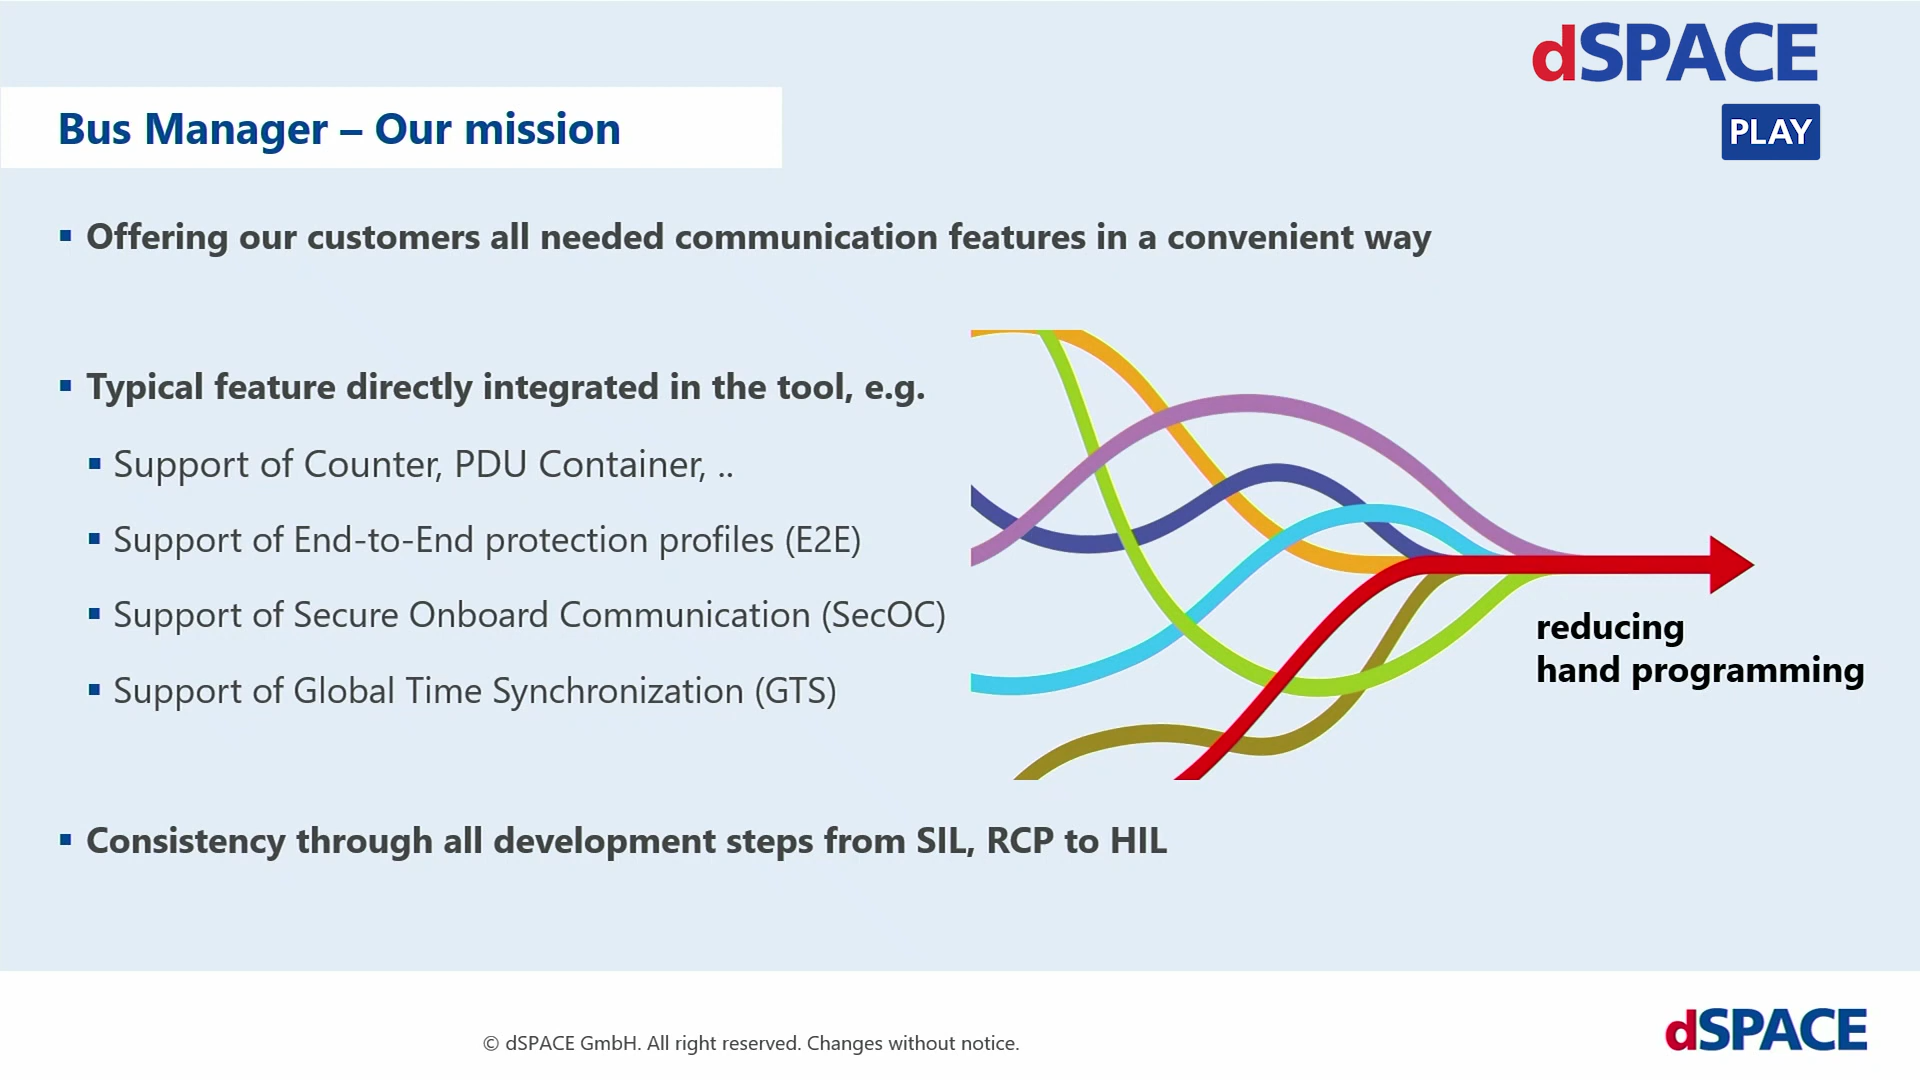 dSPACE
PLAY
Bus Manager – Our mission
▪ Offering our customers all needed communication features in a convenient way
▪ Typical feature directly integrated in the tool, e.g.
▪ Support of Counter, PDU Container, ..
▪ Support of End-to-End protection profiles (E2E)
▪ Support of Secure Onboard Communication (SecOC)
▪ Support of Global Time Synchronization (GTS)
reducing
hand programming
▪ Consistency through all development steps from SIL, RCP to HIL
© dSPACE GmbH. All right reserved. Changes without notice.
dSPACE